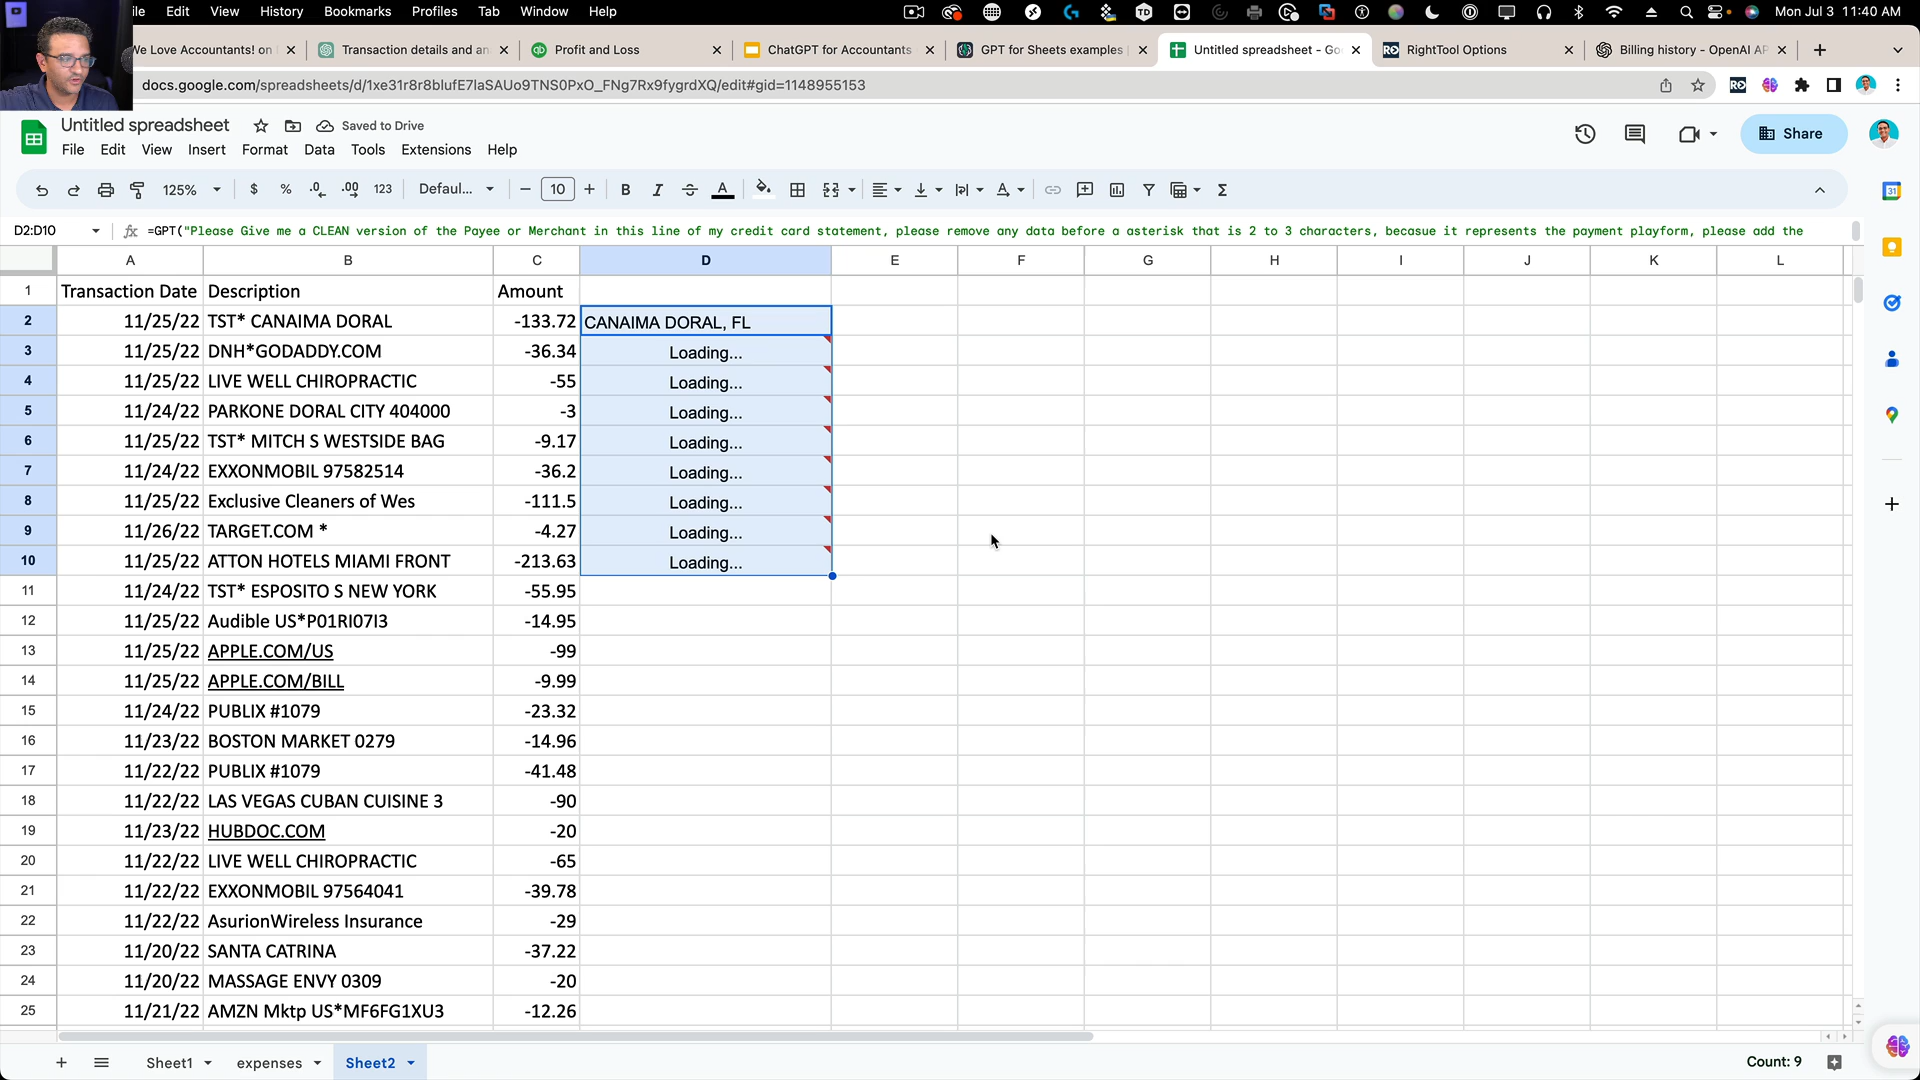 ile Edit View History Bookmarks Profiles Tab Window Help Mon Jul 3 11:40 AM
We Love Accountants! on Transaction details and an Profit and Loss ChatGPT for Accountants GPT for Sheets examples Untitled spreadsheet - Go RightTool Options Billing history - OpenAI AP
docs.google.com/spreadsheets/d/1xe31r8r8blufE7laSAUo9TNS0PxO_FNg7Rx9fygrdXQ/edit#gid=1148955153
Untitled spreadsheet Saved to Drive
File Edit View Insert Format Data Tools Extensions Help
Share
125% $ % .0 .00 123 Defaul... 10 B I A
D2:D10 fx =GPT("Please Give me a CLEAN version of the Payee or Merchant in this line of my credit card statement, please remove any data before a asterisk that is 2 to 3 characters, becasue it represents the payment playform, please add the
A B C D E F G H I J K L
1 Transaction Date Description Amount
2 11/25/22 TST* CANAIMA DORAL -133.72 CANAIMA DORAL, FL
3 11/25/22 DNH*GODADDY.COM -36.34 Loading...
4 11/25/22 LIVE WELL CHIROPRACTIC -55 Loading...
5 11/24/22 PARKONE DORAL CITY 404000 -3 Loading...
6 11/25/22 TST* MITCH S WESTSIDE BAG -9.17 Loading...
7 11/24/22 EXXONMOBIL 97582514 -36.2 Loading...
8 11/25/22 Exclusive Cleaners of Wes -111.5 Loading...
9 11/26/22 TARGET.COM * -4.27 Loading...
10 11/25/22 ATTON HOTELS MIAMI FRONT -213.63 Loading...
11 11/24/22 TST* ESPOSITO S NEW YORK -55.95
12 11/25/22 Audible US*P01RI07I3 -14.95
13 11/25/22 APPLE.COM/US -99
14 11/25/22 APPLE.COM/BILL -9.99
15 11/24/22 PUBLIX #1079 -23.32
16 11/23/22 BOSTON MARKET 0279 -14.96
17 11/22/22 PUBLIX #1079 -41.48
18 11/22/22 LAS VEGAS CUBAN CUISINE 3 -90
19 11/23/22 HUBDOC.COM -20
20 11/22/22 LIVE WELL CHIROPRACTIC -65
21 11/22/22 EXXONMOBIL 97564041 -39.78
22 11/22/22 AsurionWireless Insurance -29
23 11/20/22 SANTA CATRINA -37.22
24 11/20/22 MASSAGE ENVY 0309 -20
25 11/21/22 AMZN Mktp US*MF6FG1XU3 -12.26
Sheet1 expenses Sheet2 Count: 9